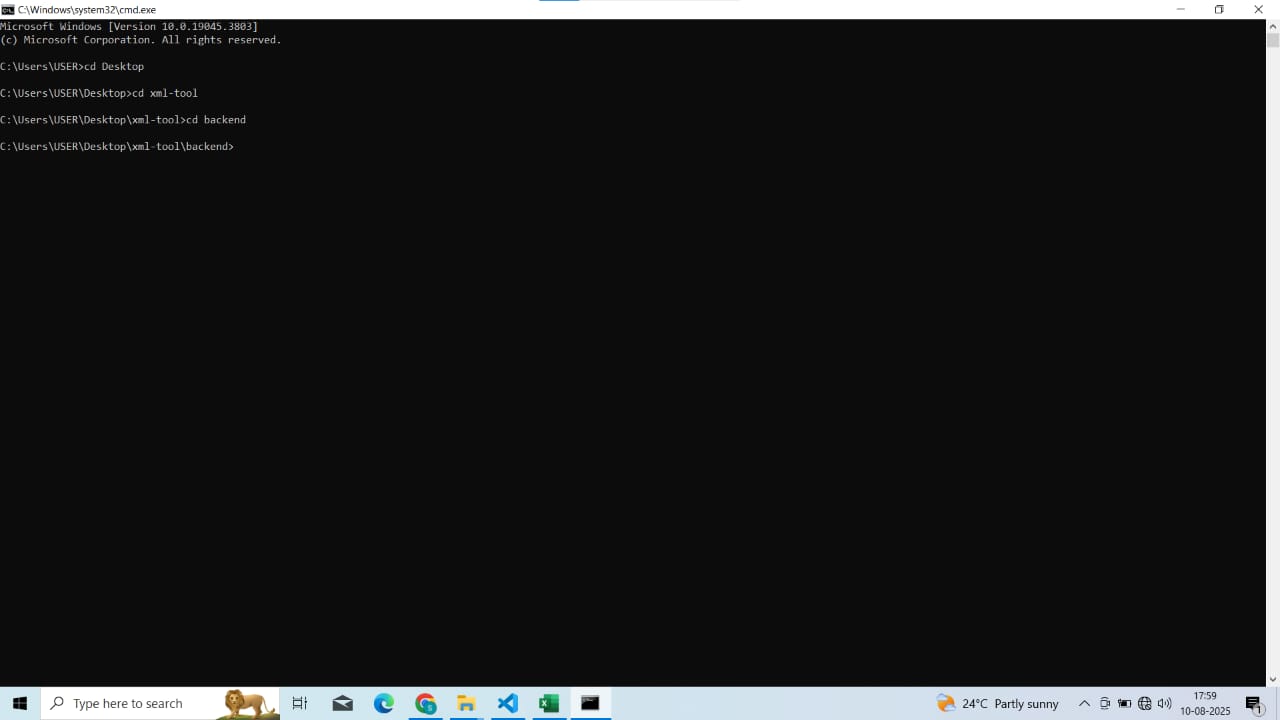 C:\Windows\system32\cmd.exe
Microsoft Windows [Version 10.0.19045.3803]
(c) Microsoft Corporation. All rights reserved.
C:\Users\USER>cd Desktop
C:\Users\USER\Desktop>cd xml-tool
C:\Users\USER\Desktop\xml-tool>cd backend
C:\Users\USER\Desktop\xml-tool\backend>
Type here to search
24°C Partly sunny
17:59
10-08-2025
1